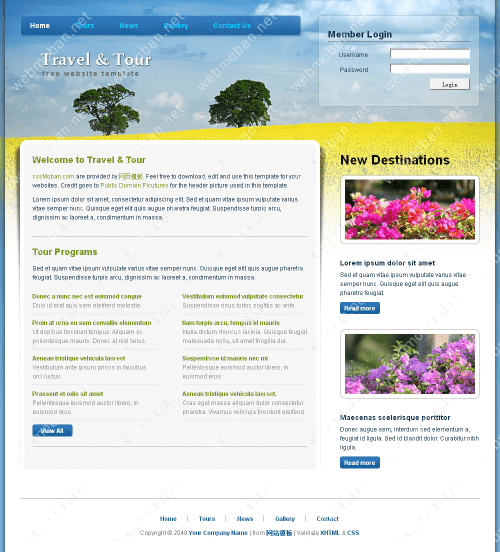 Home Tours News Gallery Contact Us
Member Login
Username
Password
Login
Travel & Tour
free website template
Welcome to Travel & Tour
cssMoban.com are provided by 网页模板. Feel free to download, edit and use this template for your
websites. Credit goes to Public Domain Picutures for the header picture used in this template.
Lorem ipsum dolor sit amet, consectetur adipiscing elit. Sed et quam vitae ipsum vulputate varius vitae semper
nunc. Quisque eget elit quis augue pharetra feugiat. Suspendisse turpis arcu,
dignissim ac laoreet a, condimentum in massa.
Tour Programs
Sed et quam vitae ipsum vulputate varius vitae semper nunc. Quisque eget elit quis augue pharetra
feugiat. Suspendisse turpis arcu, dignissim ac laoreet a, condimentum in massa.
Donec a nunc nec est euismod congue
Duis id erat quis sem eleifend molestie.
Vestibulum euismod vulputate consectetur
Suspendisse risus tortor, sagittis ac ante.
Proin at urna eu sem convallis elementum
Ut dapibus tincidunt tempus. Aliquam ac
pellentesque mauris. Donec at nisl tellus.
Nam turpis arcu, tempus id mauris
Nulla dictum rhoncus lacinia. Quisque feugiat
malesuada nulla, sit amet fringilla dui.
Aenean tristique vehicula laoreet
Vestibulum ante ipsum primis in faucibus
orci luctus.
Suspendisse id mauris nec mi
Pellentesque euismod auctor libero, in
euismod eros.
Praesent et odio sit amet
Pellentesque euismod auctor libero, in
euismod eros.
Aenean tristique vehicula laoreet.
Cras eget massa aliquam dolor consectetur
pharetra. Vivamus vehicula tincidunt eleifend
View All
New Destinations
Lorem ipsum dolor sit amet
Sed et quam vitae ipsum vulputate varius
vitae semper nunc. Quisque eget elit quis
augue pharetra feugiat.
Read more
Maecenas scelerisque porttitor
Donec augue sem, interdum sed elementum quis,
feugiat id ligula. Sed id blandit dolor. Curabitur nibh
ligula.
Read more
Home | Tours | News | Gallery | Contact
Copyright © 2048 Your Company Name | from 网站模板 | Validate XHTML & CSS